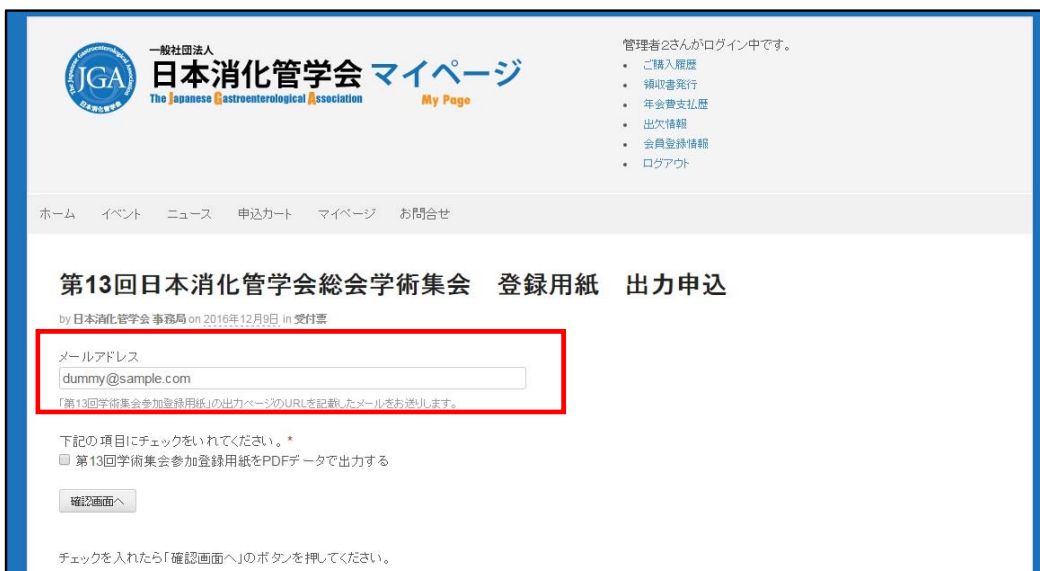 JGA
The Japanese Gastroenterological Association
日本消化管学会
一般社団法人
日本消化管学会 マイページ
The Japanese Gastroenterological Association My Page
管理者2さんがログイン中です。
ご購入履歴
領収書発行
年会費支払歴
出欠情報
会員登録情報
ログアウト
ホーム イベント ニュース 申込カート マイページ お問合せ
第13回日本消化管学会総会学術集会 登録用紙 出力申込
by 日本消化管学会 事務局 on 2016年12月9日 in 受付票
メールアドレス
dummy@sample.com
「第13回学術集会参加登録用紙」の出力ページのURLを記載したメールをお送りします。
下記の項目にチェックをいれてください。*
第13回学術集会参加登録用紙をPDFデータで出力する
確認画面へ
チェックを入れたら「確認画面へ」のボタンを押してください。